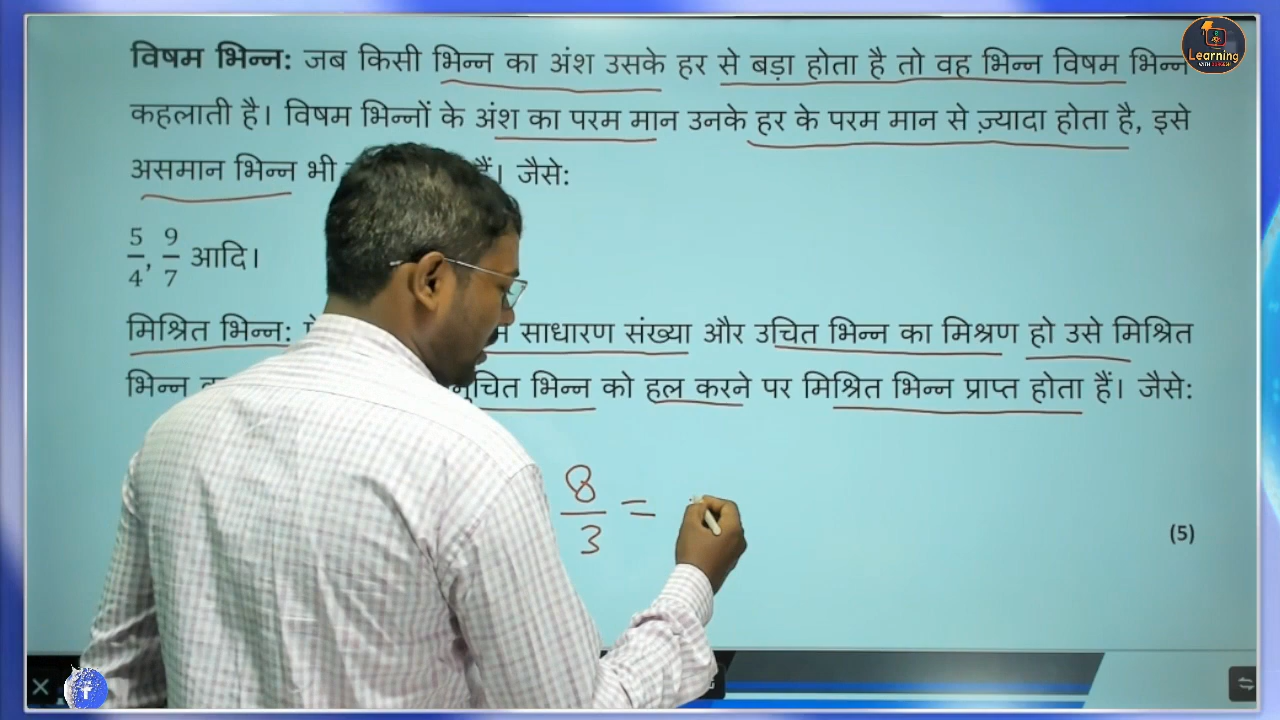 विषम भिन्न: जब किसी भिन्न का अंश उसके हर से बड़ा होता है तो वह भिन्न विषम भिन्न
कहलाती है। विषम भिन्नों के अंश का परम मान उनके हर के परम मान से ज़्यादा होता है, इसे
असमान भिन्न भी हैं। जैसे:
5/4, 9/7 आदि।
मिश्रित भिन्न: साधारण संख्या और उचित भिन्न का मिश्रण हो उसे मिश्रित
भिन्न भिन्न को हल करने पर मिश्रित भिन्न प्राप्त होता हैं। जैसे:
8/3 =
(5)
Learning